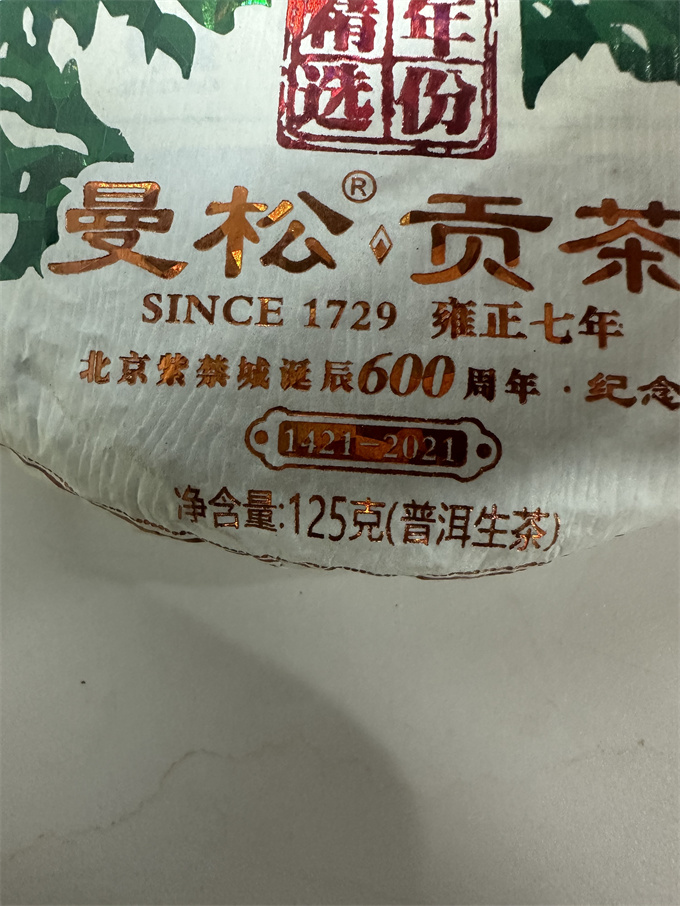 年份
精选
曼松®·贡茶
SINCE 1729 雍正七年
北京紫禁城诞辰600周年·纪念
1421-2021
净含量:125克(普洱生茶)